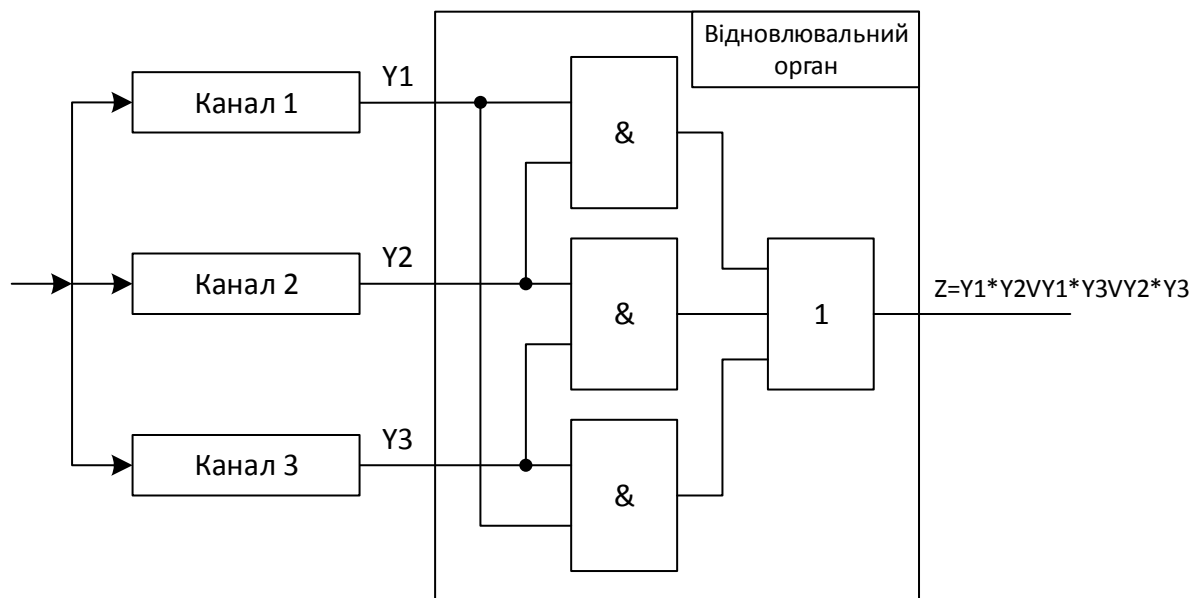 Відновлювальний
орган
Y1
Канал 1
&
Y2
Канал 2
&
1
Z=Y1*Y2VY1*Y3VY2*Y3
Y3
Канал 3
&